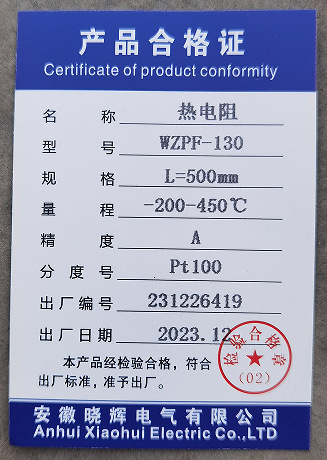 产品合格证
Certificate of product conformity
名称 热电阻
型号 WZPF-130
规格 L=500mm
量程 -200-450℃
精度 A
分度号 Pt100
出厂编号 231226419
出厂日期 2023.12
检验合格章
(02)
本产品经检验合格，符合
出厂标准，准予出厂。
安徽晓辉电气有限公司
Anhui Xiaohui Electric Co.,LTD